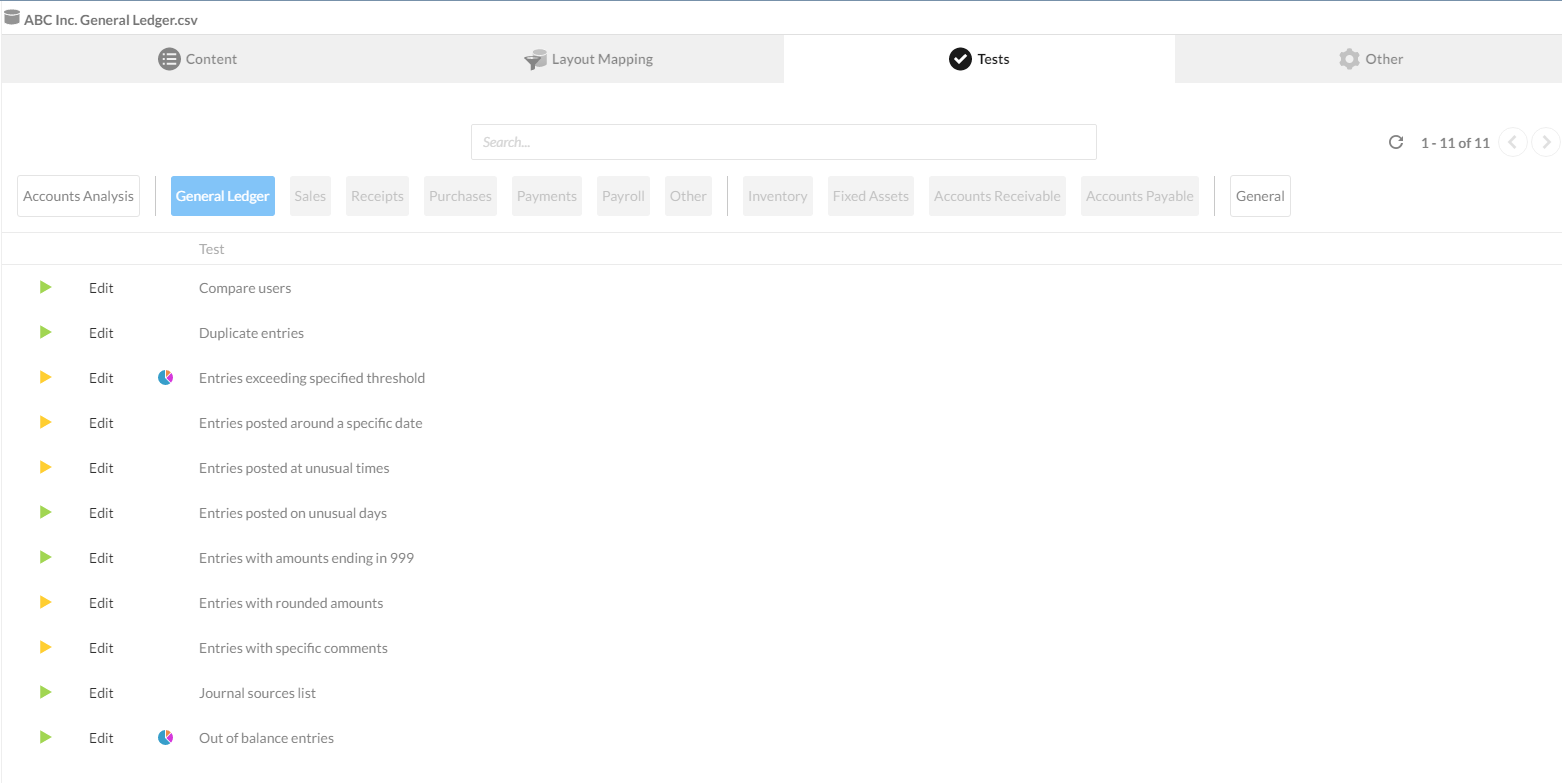 ABC Inc. General Ledger.csv
Content Layout Mapping Tests Other
Search... 1 - 11 of 11
Accounts Analysis General Ledger Sales Receipts Purchases Payments Payroll Other Inventory Fixed Assets Accounts Receivable Accounts Payable General
Test
Edit Compare users
Edit Duplicate entries
Edit Entries exceeding specified threshold
Edit Entries posted around a specific date
Edit Entries posted at unusual times
Edit Entries posted on unusual days
Edit Entries with amounts ending in 999
Edit Entries with rounded amounts
Edit Entries with specific comments
Edit Journal sources list
Edit Out of balance entries